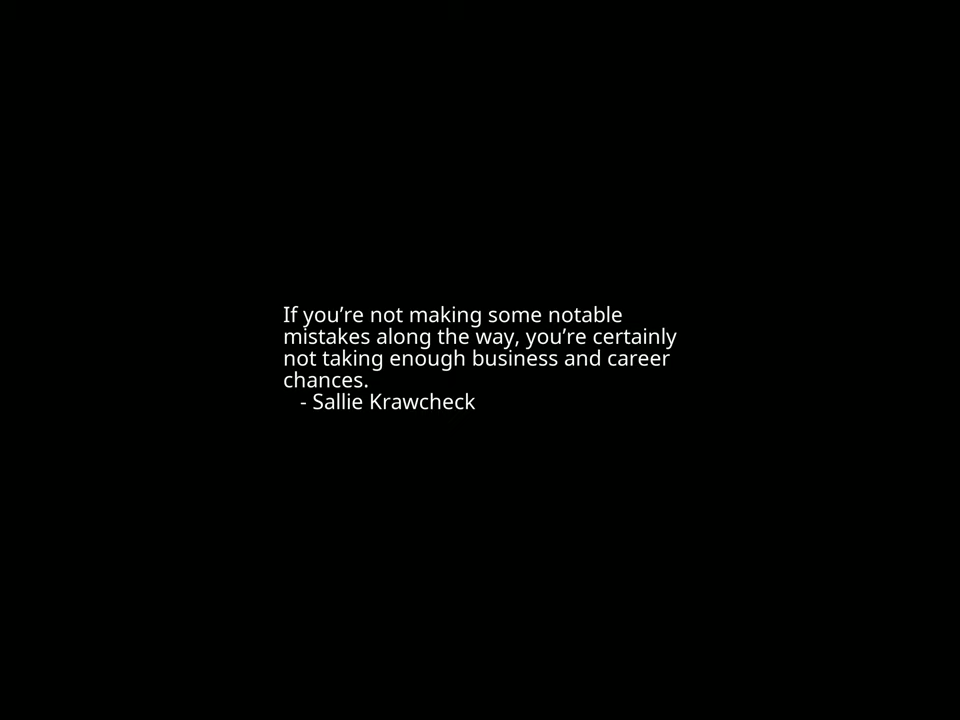 If you’re not making some notable
mistakes along the way, you’re certainly
not taking enough business and career
chances.
- Sallie Krawcheck